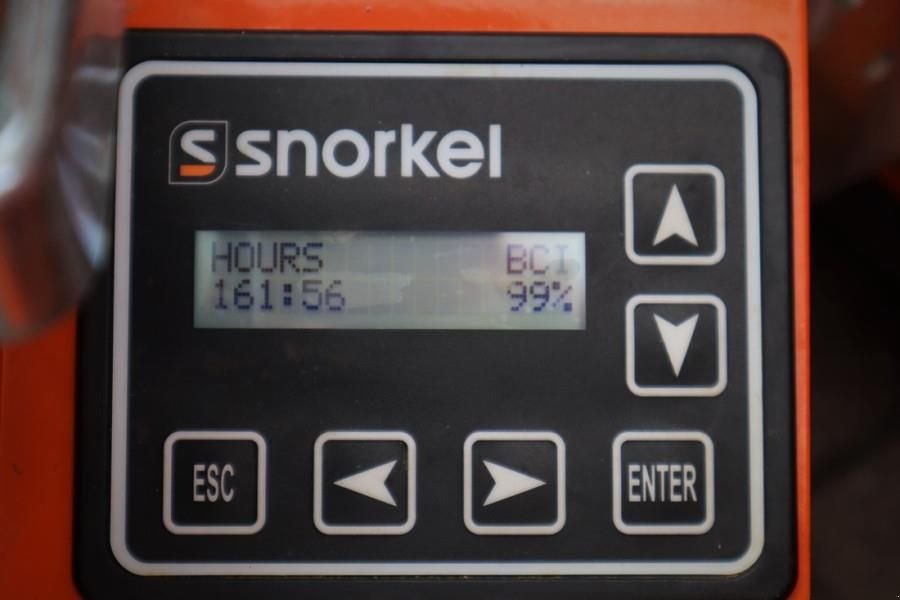 snorkel
HOURS BCI
161:56 99%
ESC ENTER